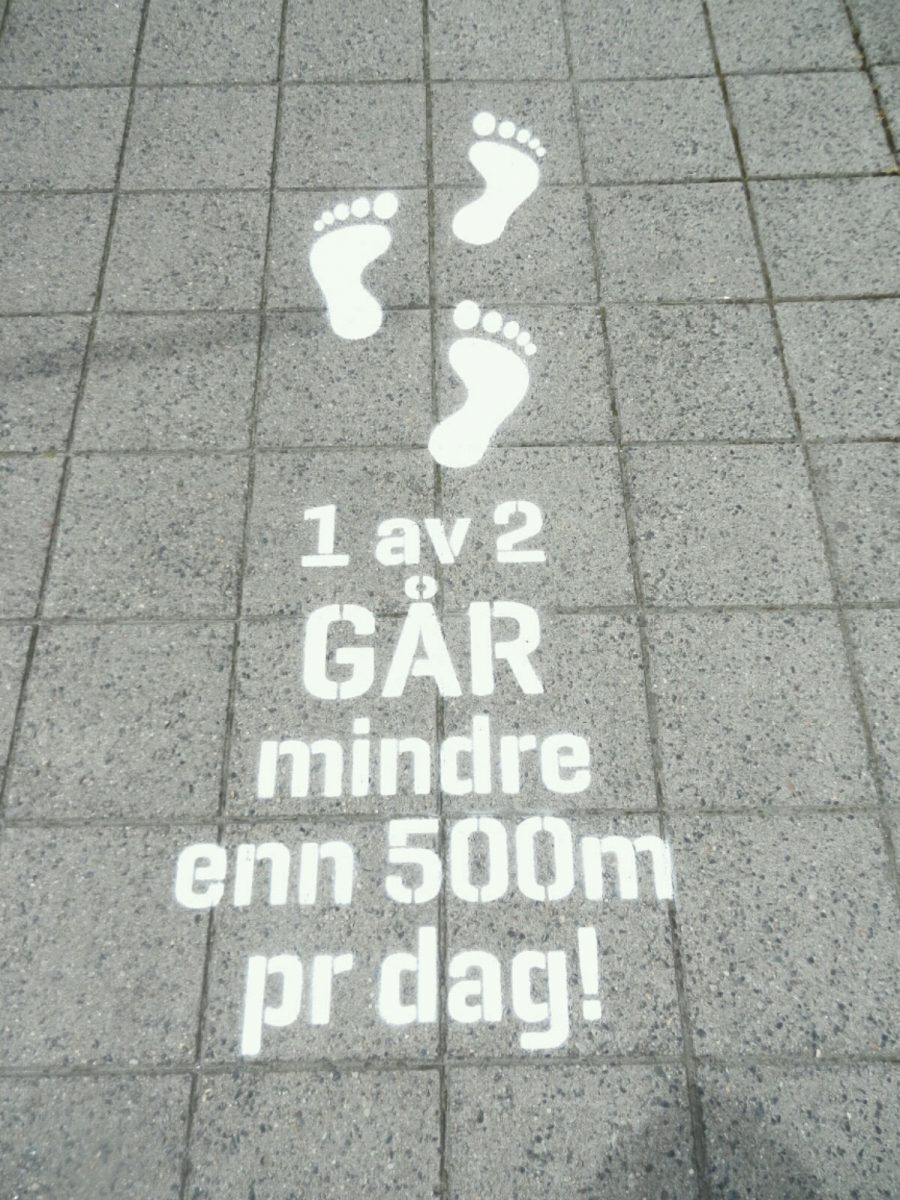 1 av 2
GÅR
mindre
enn 500m
pr dag!